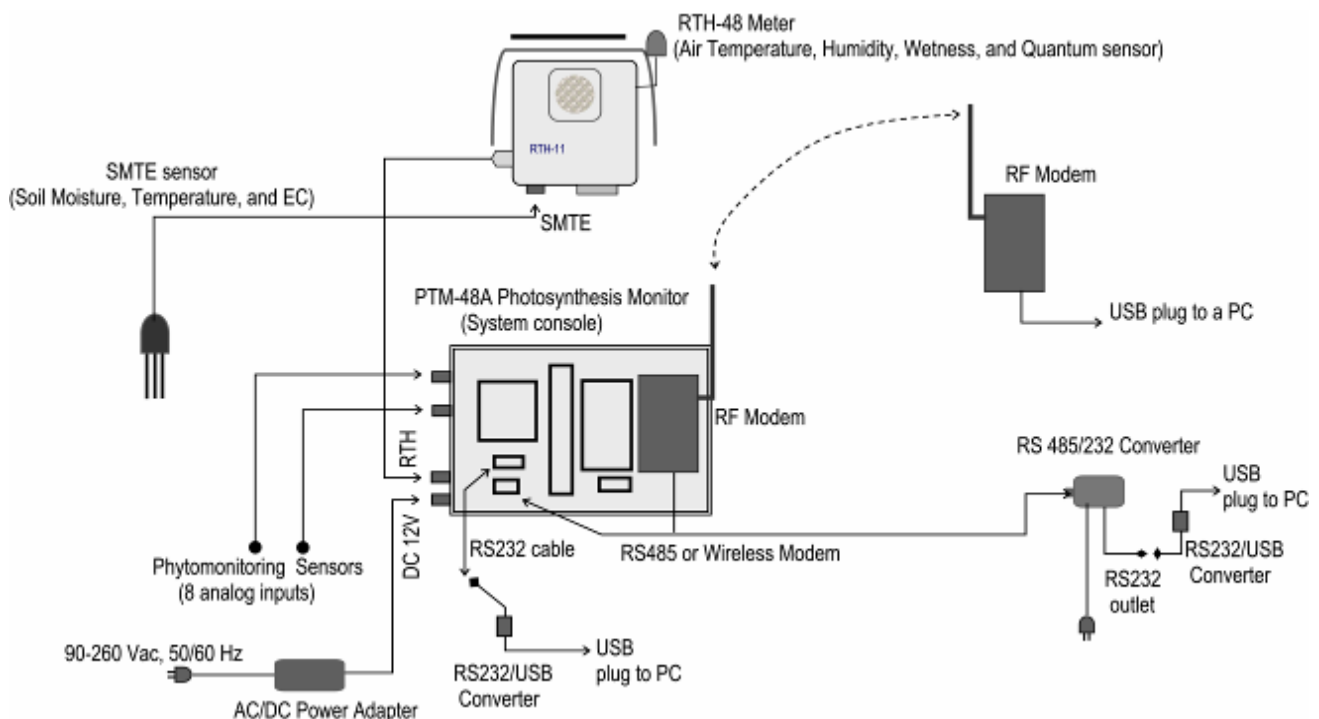 RTH-48 Meter
(Air Temperature, Humidity, Wetness, and Quantum sensor)
RTH-11
SMTE sensor
(Soil Moisture, Temperature, and EC)
SMTE
RF Modem
USB plug to a PC
PTM-48A Photosynthesis Monitor
(System console)
RF Modem
RTH
DC 12V
RS 485/232 Converter
USB
plug to PC
RS232 cable
RS485 or Wireless Modem
RS232/USB
Converter
RS232
outlet
Phytomonitoring Sensors
(8 analog inputs)
90-260 Vac, 50/60 Hz
AC/DC Power Adapter
RS232/USB
Converter
USB
plug to PC